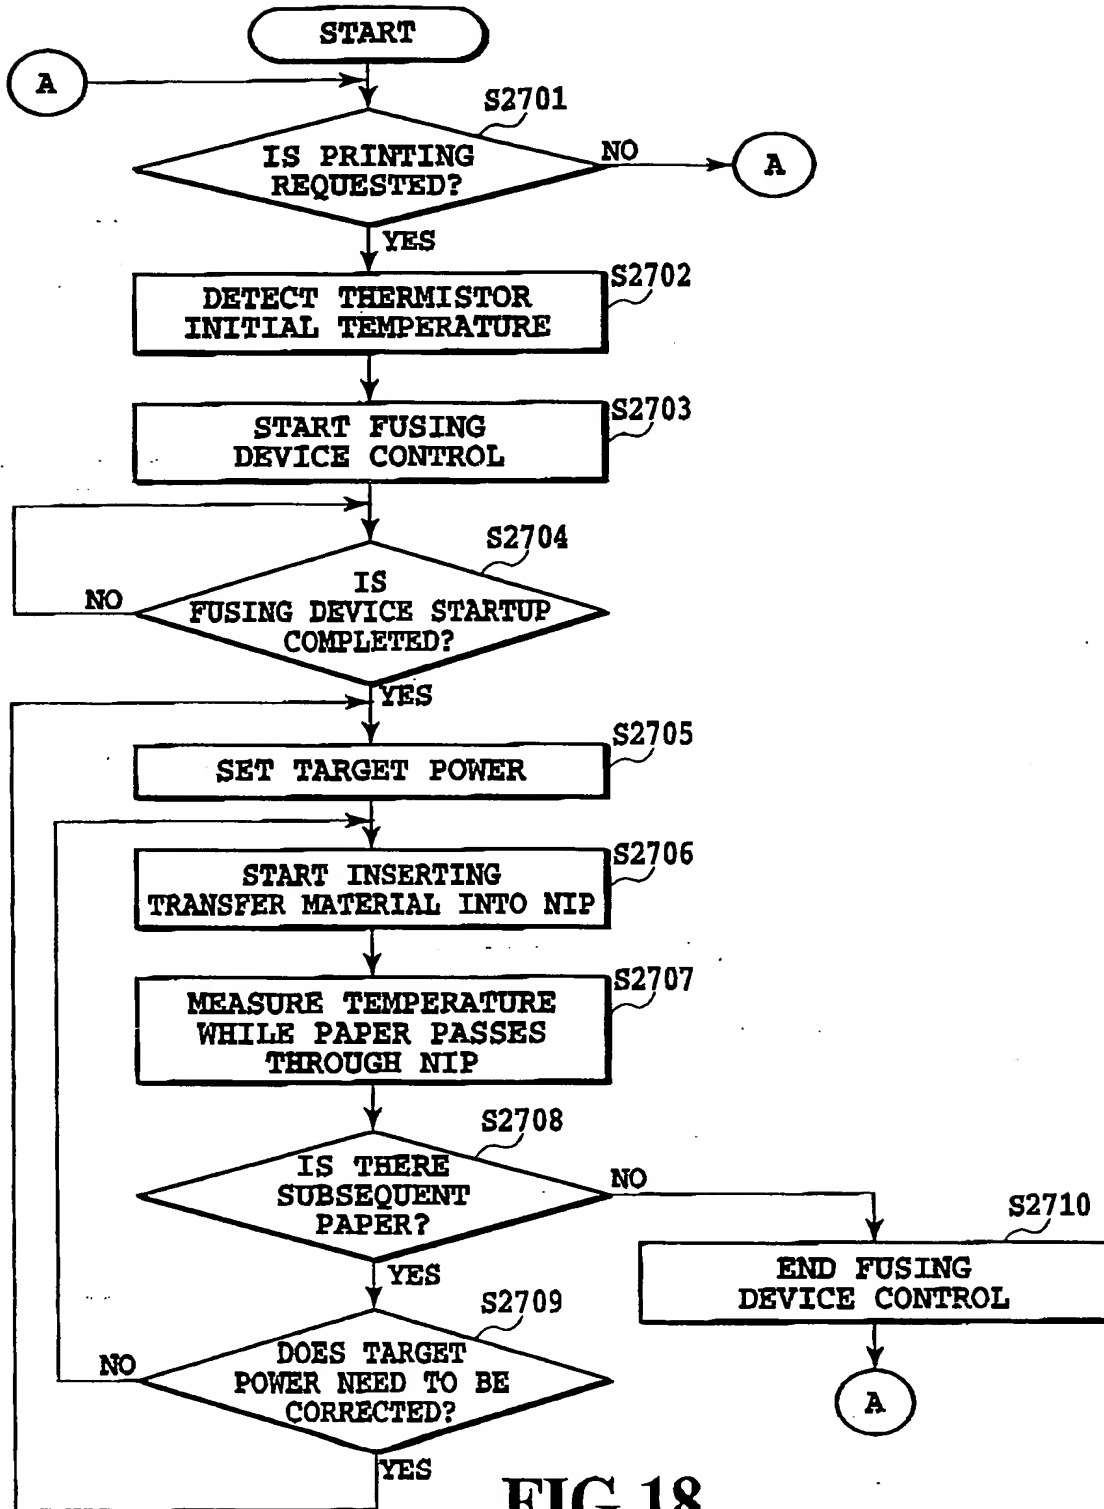 START
A
S2701
IS PRINTING
REQUESTED?
NO
A
YES
S2702
DETECT THERMISTOR
INITIAL TEMPERATURE
S2703
START FUSING
DEVICE CONTROL
S2704
IS
FUSING DEVICE STARTUP
COMPLETED?
NO
YES
S2705
SET TARGET POWER
S2706
START INSERTING
TRANSFER MATERIAL INTO NIP
S2707
MEASURE TEMPERATURE
WHILE PAPER PASSES
THROUGH NIP
S2708
IS THERE
SUBSEQUENT
PAPER?
NO
S2710
END FUSING
DEVICE CONTROL
A
YES
S2709
DOES TARGET
POWER NEED TO BE
CORRECTED?
NO
YES
FIG.18